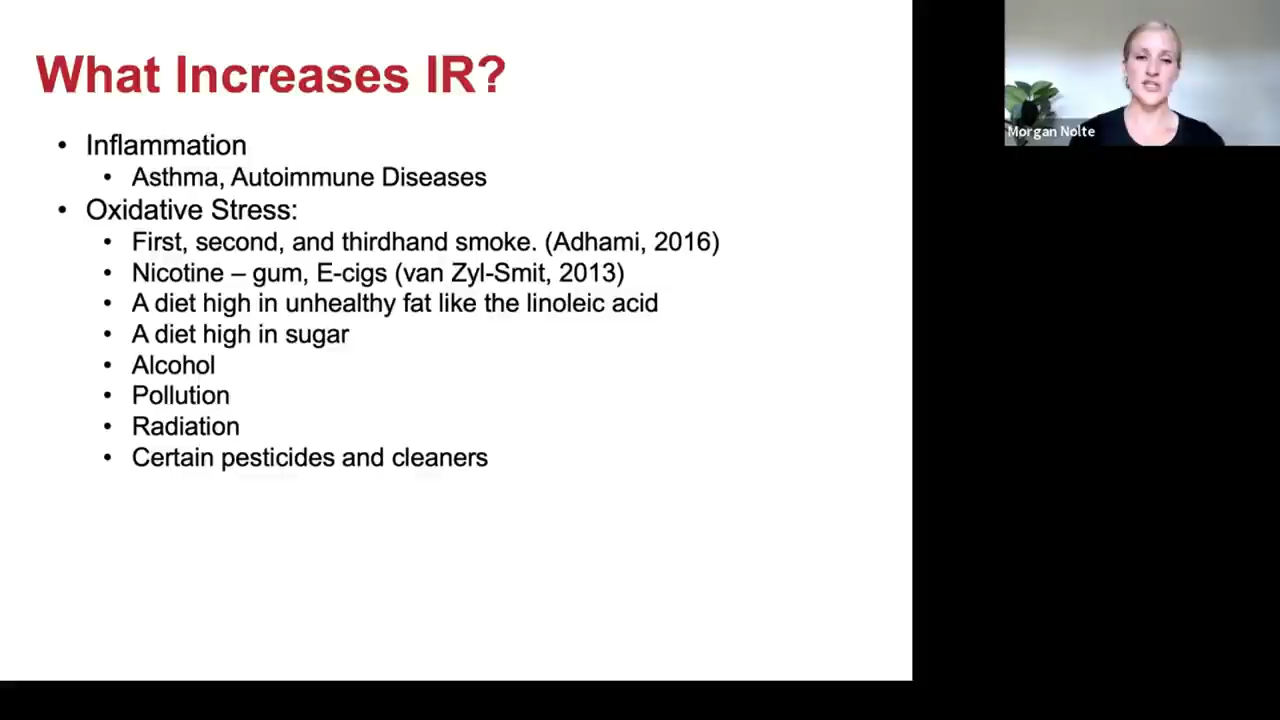 What Increases IR?
• Inflammation
• Asthma, Autoimmune Diseases
• Oxidative Stress:
• First, second, and thirdhand smoke. (Adhami, 2016)
• Nicotine – gum, E-cigs (van Zyl-Smit, 2013)
• A diet high in unhealthy fat like the linoleic acid
• A diet high in sugar
• Alcohol
• Pollution
• Radiation
• Certain pesticides and cleaners
Morgan Nolte